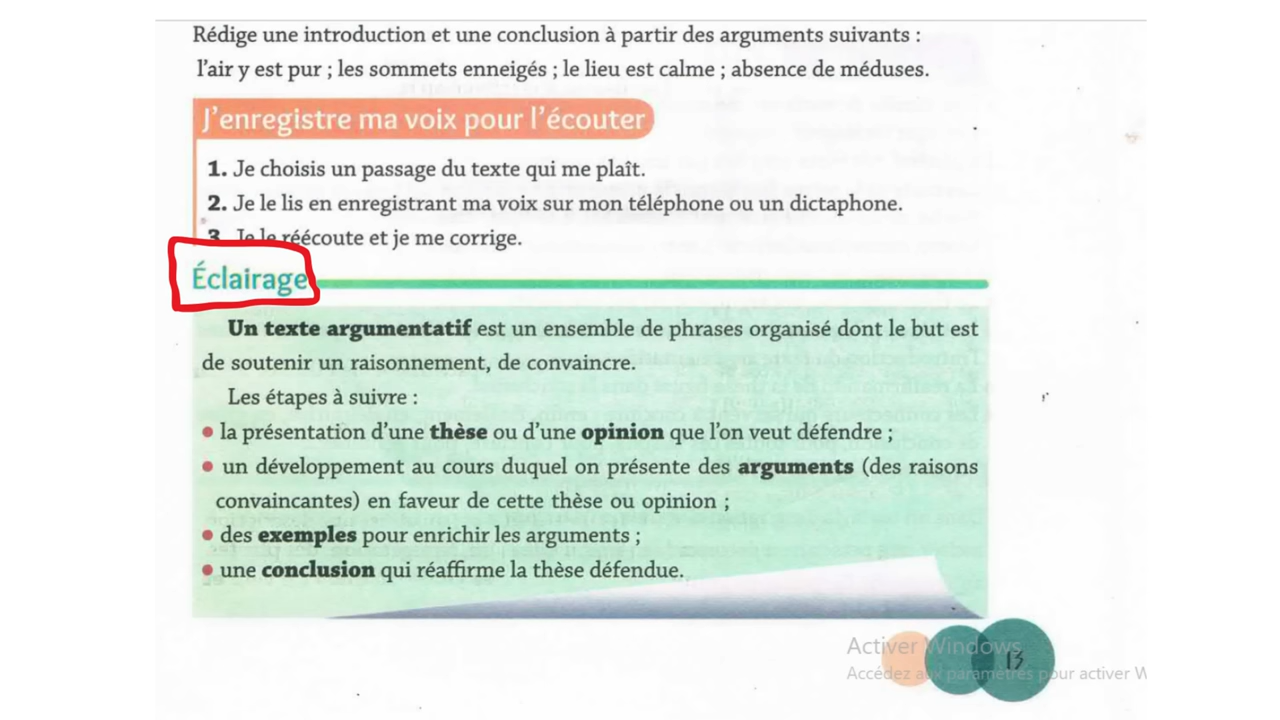 Rédige une introduction et une conclusion à partir des arguments suivants :
l'air y est pur ; les sommets enneigés ; le lieu est calme ; absence de méduses.
J'enregistre ma voix pour l'écouter
1. Je choisis un passage du texte qui me plaît.
2. Je le lis en enregistrant ma voix sur mon téléphone ou un dictaphone.
3. Je le réécoute et je me corrige.
Éclairage
Un texte argumentatif est un ensemble de phrases organisé dont le but est
de soutenir un raisonnement, de convaincre.
Les étapes à suivre :
• la présentation d'une thèse ou d'une opinion que l'on veut défendre ;
• un développement au cours duquel on présente des arguments (des raisons
convaincantes) en faveur de cette thèse ou opinion ;
• des exemples pour enrichir les arguments ;
• une conclusion qui réaffirme la thèse défendue.
Activer Windows
Accédez aux paramètres pour activer W
13